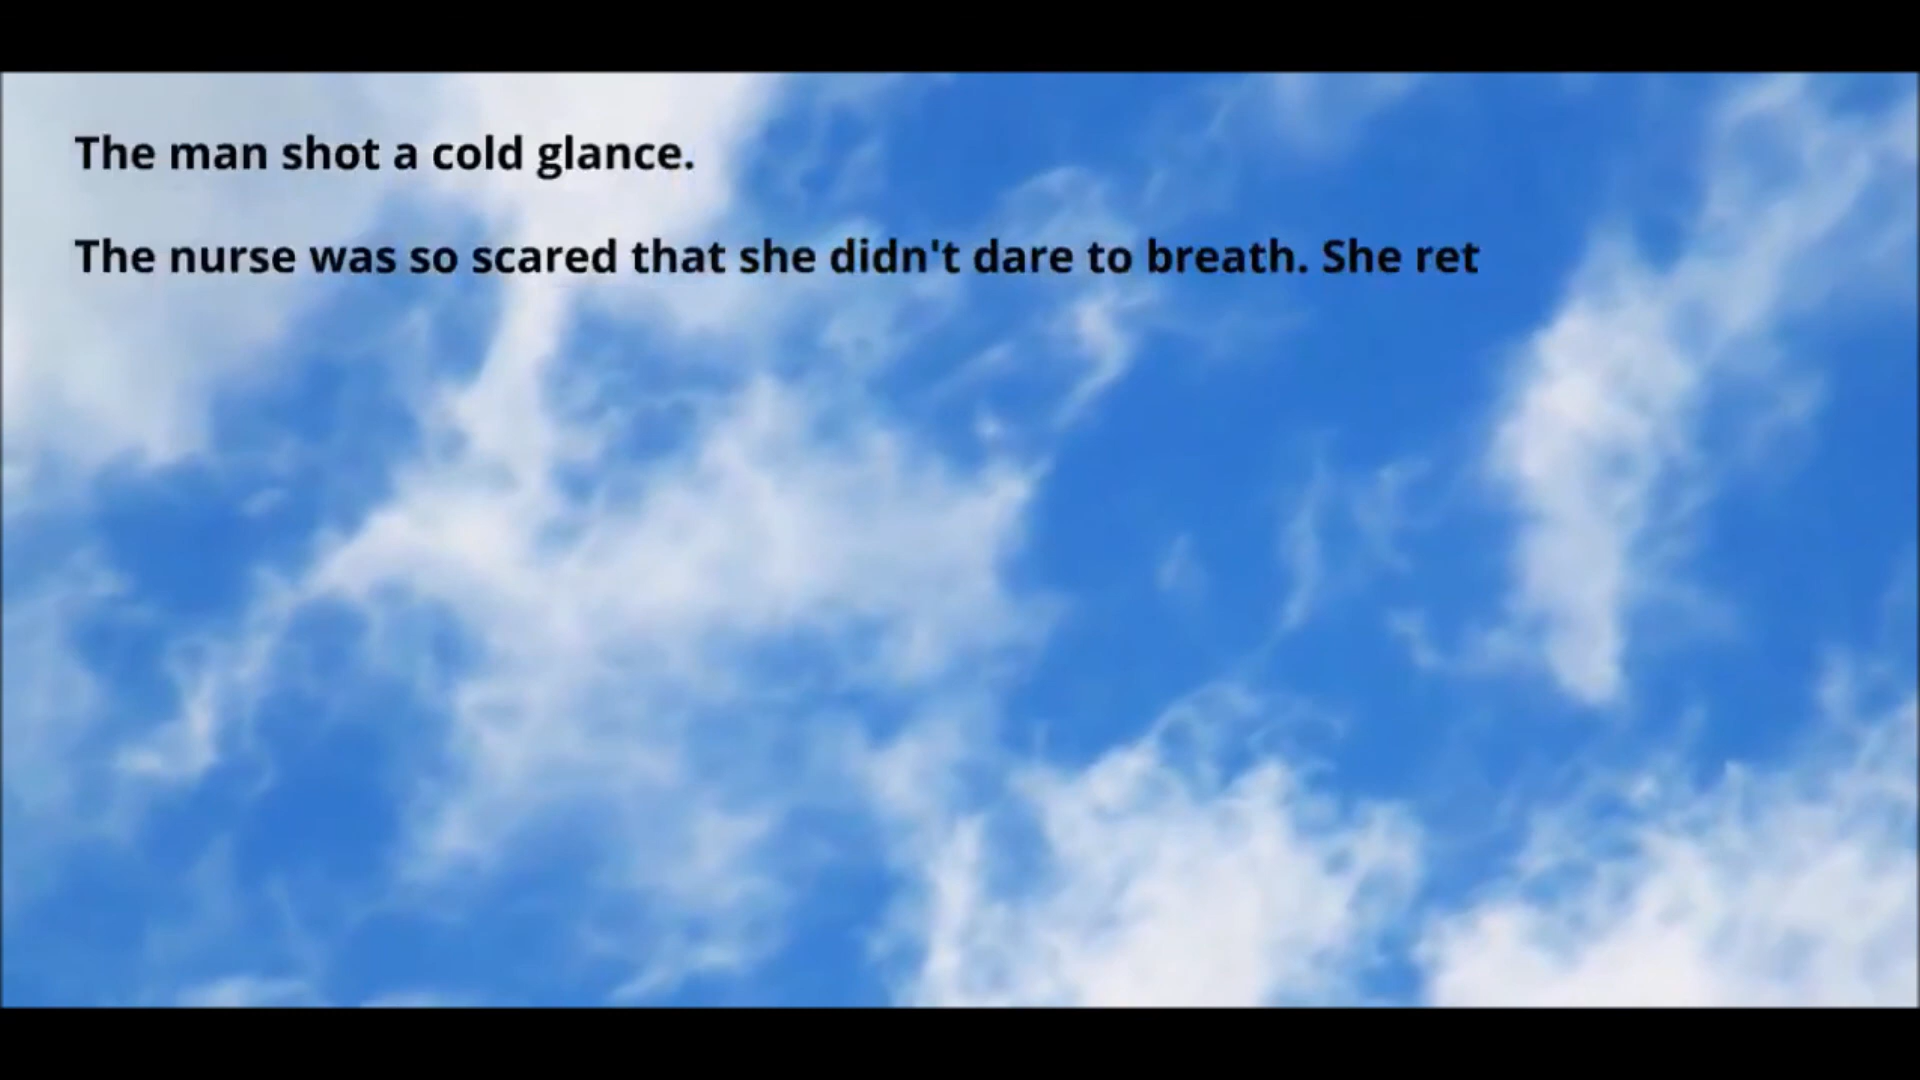 The man shot a cold glance.
The nurse was so scared that she didn't dare to breath. She ret